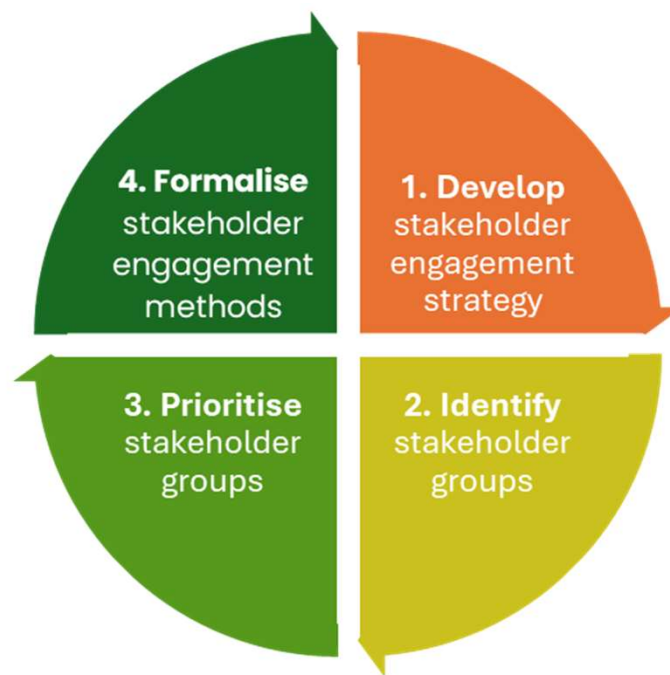 1. Develop
stakeholder
engagement
strategy
2. Identify
stakeholder
groups
3. Prioritise
stakeholder
groups
4. Formalise
stakeholder
engagement
methods